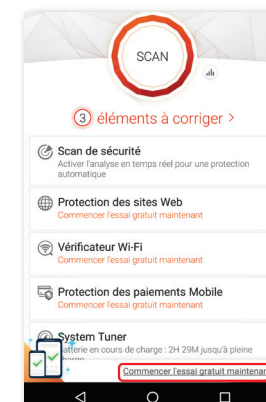 SCAN
3 éléments à corriger >
Scan de sécurité
Activer l'analyse en temps réel pour une protection
automatique
Protection des sites Web
Commencer l'essai gratuit maintenant
Vérificateur Wi-Fi
Commencer l'essai gratuit maintenant
Protection des paiements Mobile
Commencer l'essai gratuit maintenant
System Tuner
Batterie en cours de charge : 2H 29M jusqu'à pleine
charge
Commencer l'essai gratuit maintenant